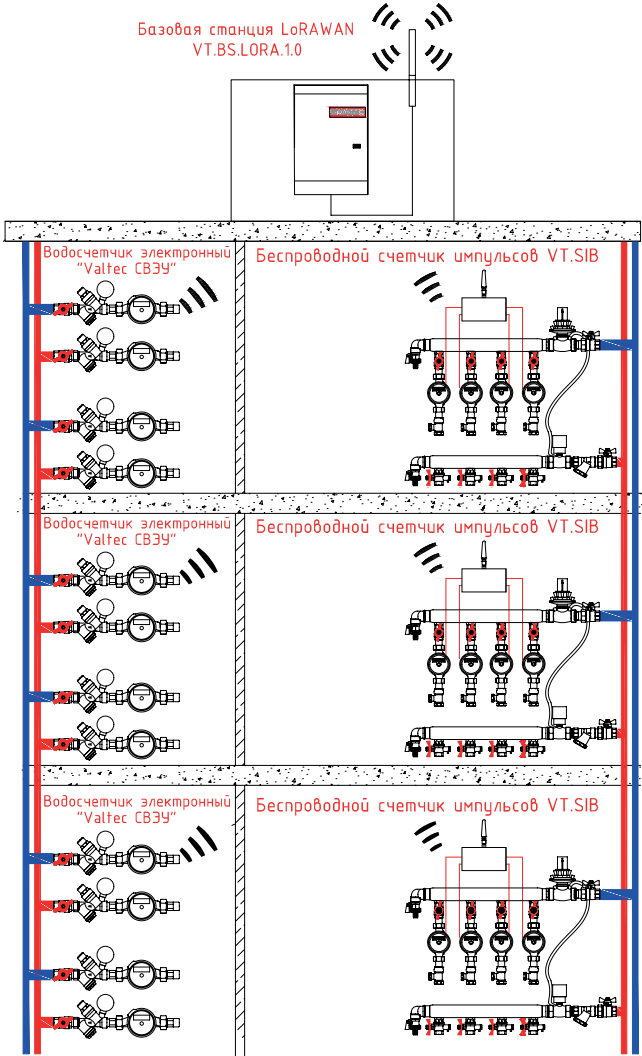 Базовая станция LoRAWAN
VT.BS.LORA.1.0
Водосчетчик электронный
"Valtec СВЭУ"
Беспроводной счетчик импульсов VT.SIB
Водосчетчик электронный
"Valtec СВЭУ"
Беспроводной счетчик импульсов VT.SIB
Водосчетчик электронный
"Valtec СВЭУ"
Беспроводной счетчик импульсов VT.SIB